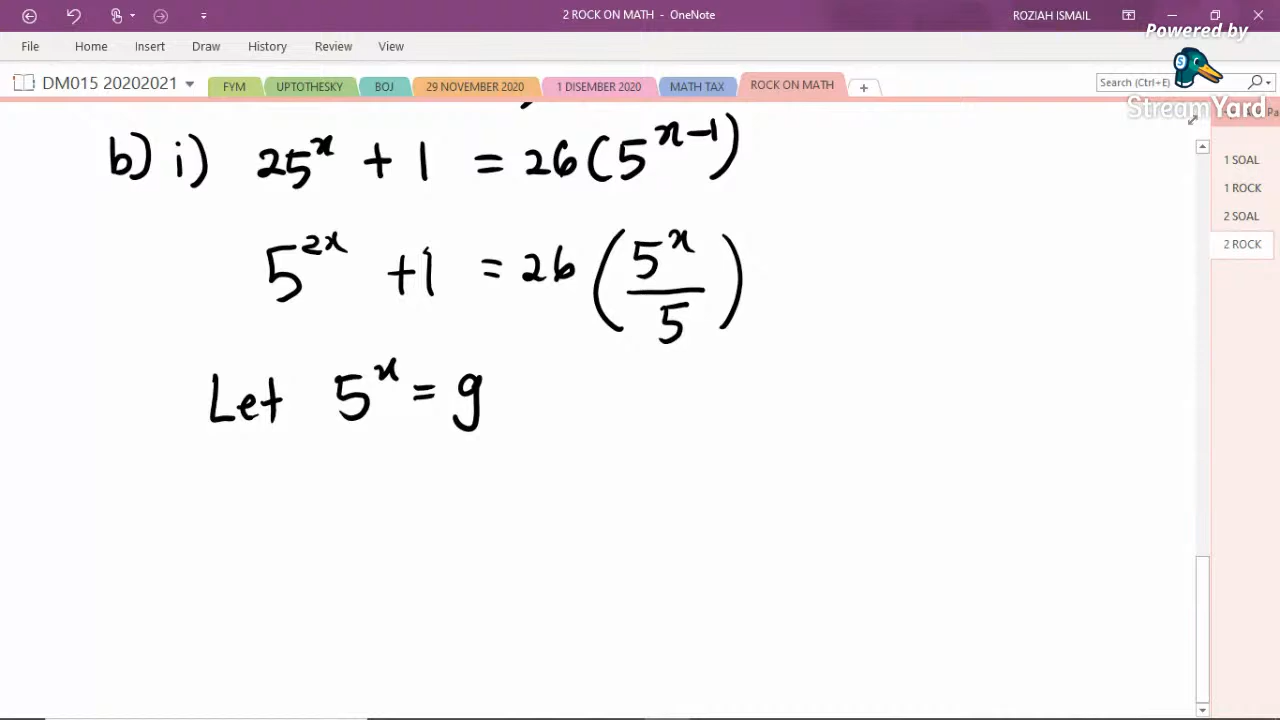 2 ROCK ON MATH - OneNote
ROZIAH ISMAIL
Powered by
File Home Insert Draw History Review View
StreamYard
DM015 20202021 FYM UPTOTHESKY BOJ 29 NOVEMBER 2020 1 DISEMBER 2020 MATH TAX ROCK ON MATH + Search (Ctrl+E)
b) i) 25^x + 1 = 26(5^{x-1})
5^{2x} + 1 = 26(5^x/5)
Let 5^x = g
1 SOAL
1 ROCK
2 SOAL
2 ROCK